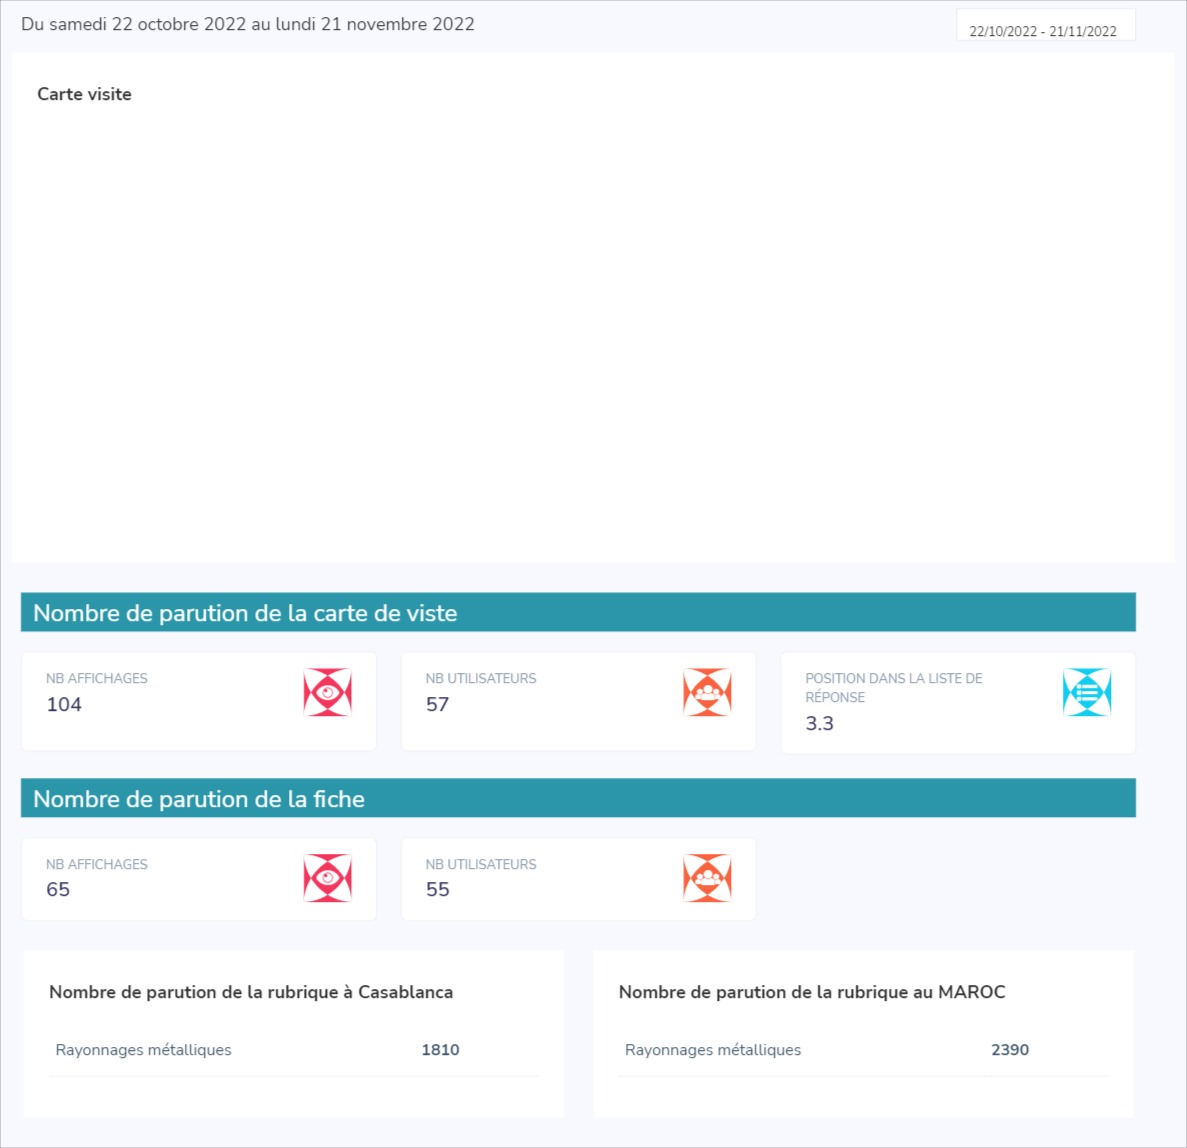 Du samedi 22 octobre 2022 au lundi 21 novembre 2022
22/10/2022 - 21/11/2022
Carte visite
Nombre de parution de la carte de viste
NB AFFICHAGES
104
NB UTILISATEURS
57
POSITION DANS LA LISTE DE
RÉPONSE
3.3
Nombre de parution de la fiche
NB AFFICHAGES
65
NB UTILISATEURS
55
Nombre de parution de la rubrique à Casablanca
Rayonnages métalliques 1810
Nombre de parution de la rubrique au MAROC
Rayonnages métalliques 2390